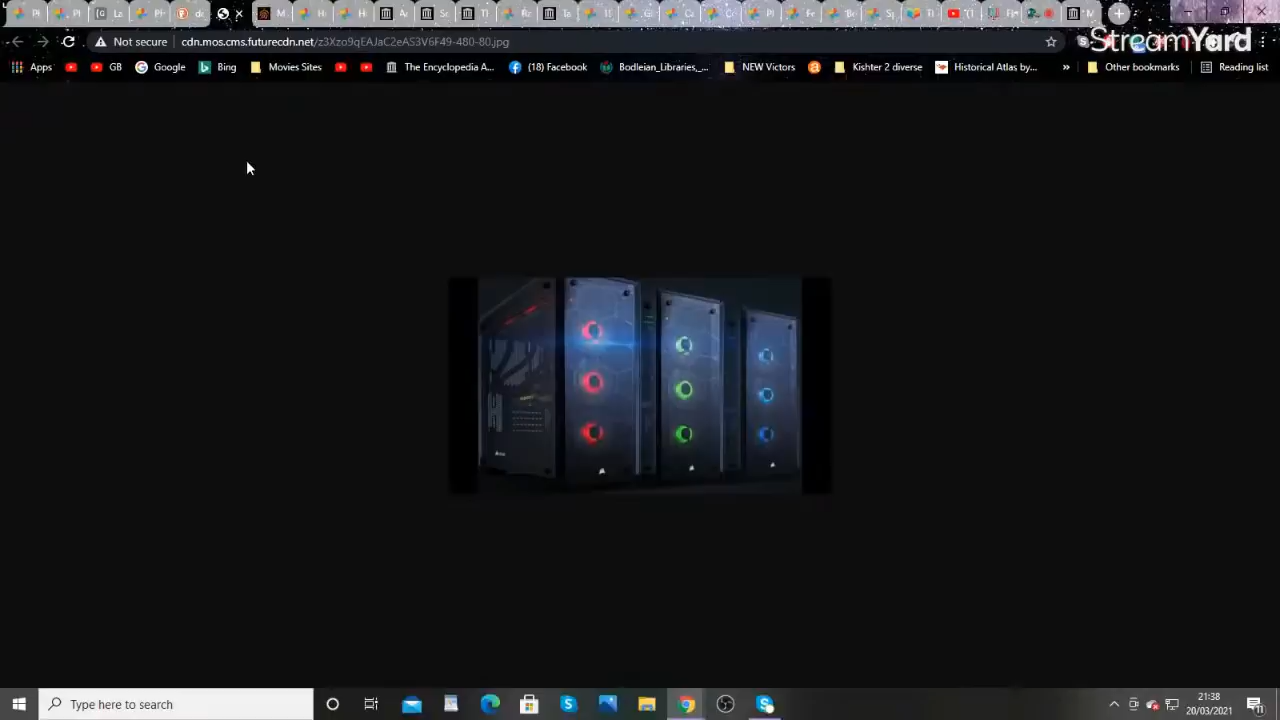 StreamYard
Not secure
cdn.mos.cms.futurecdn.net/z3Xzo9qEAJaC2eAS3V6F49-480-80.jpg
Apps
GB
Google
Bing
Movies Sites
The Encyclopedia A...
(18) Facebook
Bodleian_Libraries,_...
NEW Victors
Kishter 2 diverse
Historical Atlas by...
»
Other bookmarks
Reading list
Type here to search
21:38
20/03/2021
11